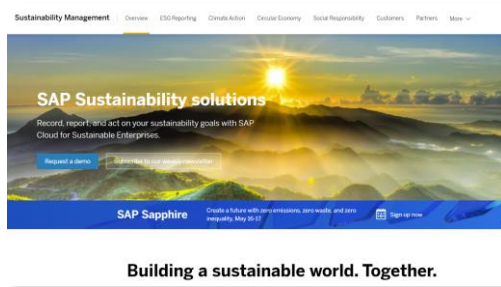 Sustainability Management Overview ESG Reporting Climate Action Circular Economy Social Responsibility Customers Partners More
SAP Sustainability solutions
Record, report, and act on your sustainability goals with SAP
Cloud for Sustainable Enterprises.
Request a demo Subscribe to our weekly newsletter
SAP Sapphire
Create a future with zero emissions, zero waste, and zero
inequality, May 16-17
Sign up now
Building a sustainable world. Together.